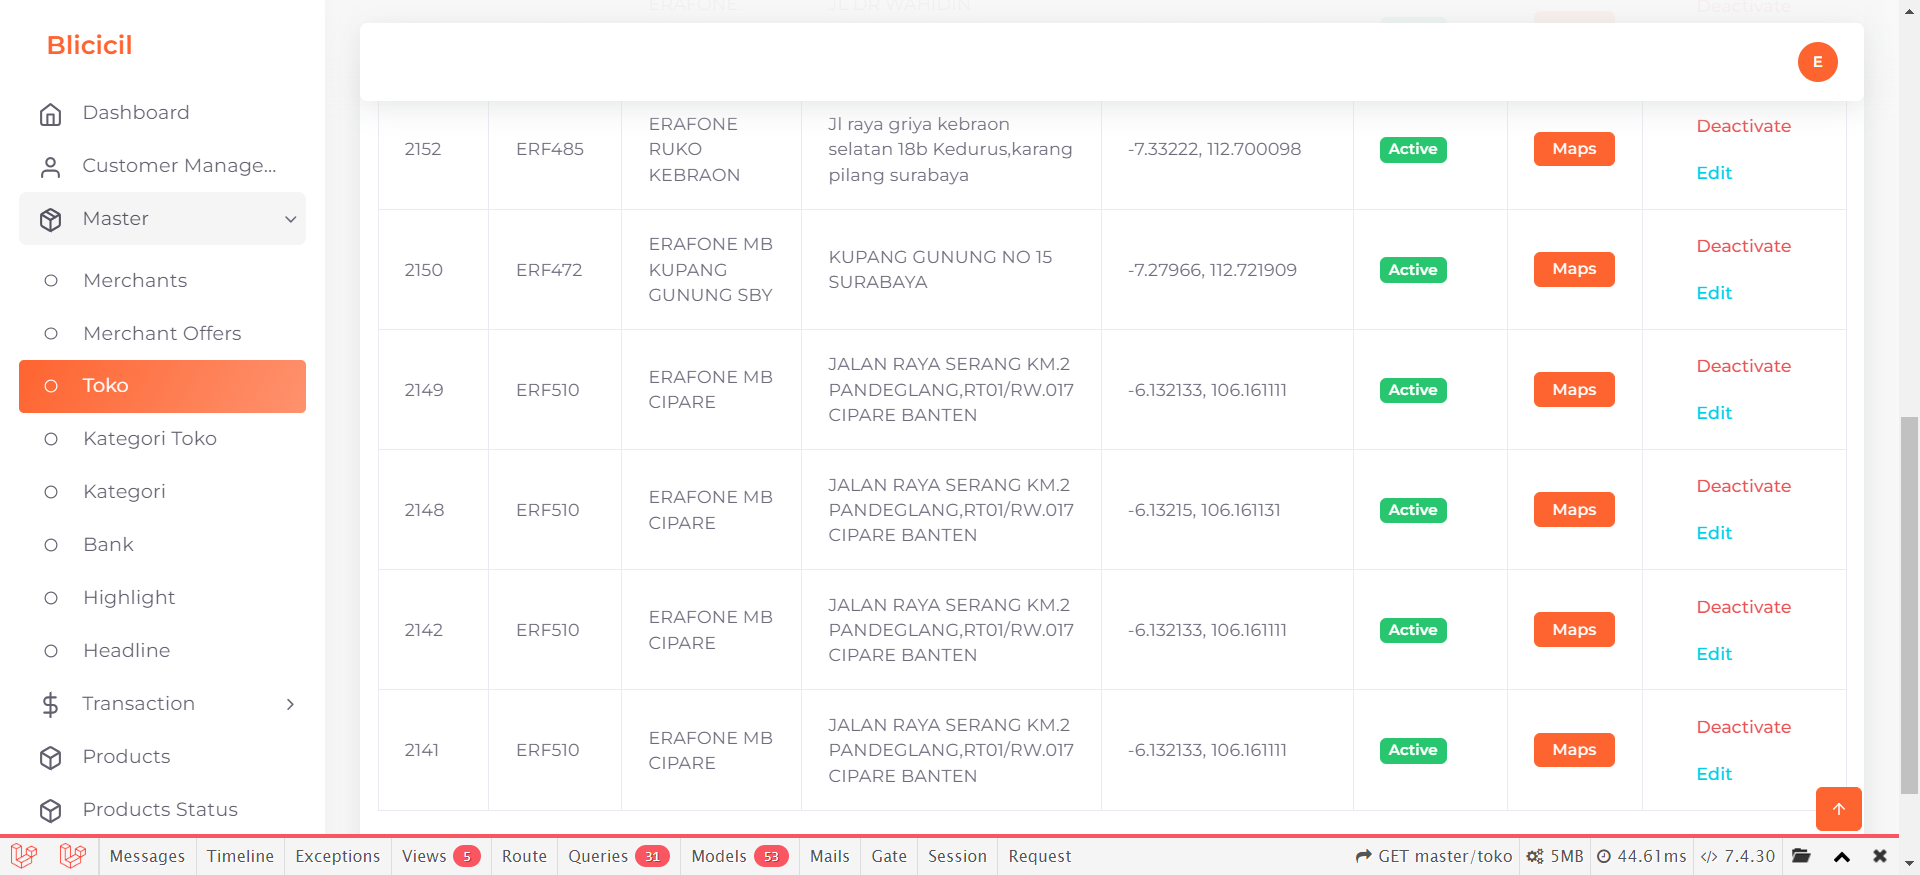 Blicicil
Dashboard
Customer Manage...
Master
Merchants
Merchant Offers
Toko
Kategori Toko
Kategori
Bank
Highlight
Headline
Transaction
Products
Products Status
ERAFONE
JL DR WAHIDIN
Deactivate
E
2152
ERF485
ERAFONE
RUKO
KEBRAON
Jl raya griya kebraon
selatan 18b Kedurus,karang
pilang surabaya
-7.33222, 112.700098
Active
Maps
Deactivate
Edit
2150
ERF472
ERAFONE MB
KUPANG
GUNUNG SBY
KUPANG GUNUNG NO 15
SURABAYA
-7.27966, 112.721909
Active
Maps
Deactivate
Edit
2149
ERF510
ERAFONE MB
CIPARE
JALAN RAYA SERANG KM.2
PANDEGLANG,RT01/RW.017
CIPARE BANTEN
-6.132133, 106.161111
Active
Maps
Deactivate
Edit
2148
ERF510
ERAFONE MB
CIPARE
JALAN RAYA SERANG KM.2
PANDEGLANG,RT01/RW.017
CIPARE BANTEN
-6.13215, 106.161131
Active
Maps
Deactivate
Edit
2142
ERF510
ERAFONE MB
CIPARE
JALAN RAYA SERANG KM.2
PANDEGLANG,RT01/RW.017
CIPARE BANTEN
-6.132133, 106.161111
Active
Maps
Deactivate
Edit
2141
ERF510
ERAFONE MB
CIPARE
JALAN RAYA SERANG KM.2
PANDEGLANG,RT01/RW.017
CIPARE BANTEN
-6.132133, 106.161111
Active
Maps
Deactivate
Edit
Messages Timeline Exceptions Views 5 Route Queries 31 Models 53 Mails Gate Session Request GET master/toko 5MB 44.61ms 7.4.30